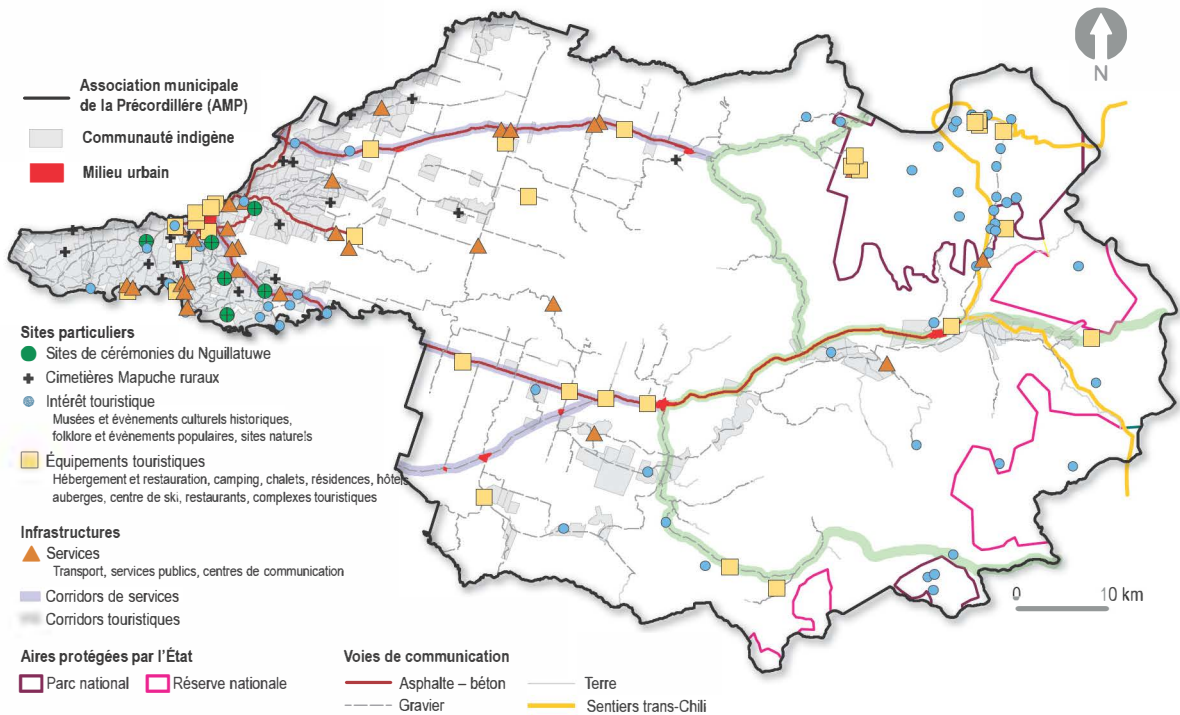 N
Association municipale
de la Précordillére (AMP)
Communauté indigène
Milieu urbain
Sites particuliers
Sites de cérémonies du Nguillatuwe
Cimetières Mapuche ruraux
Intérêt touristique
Musées et évènements culturels historiques,
folklore et évènements populaires, sites naturels
Équipements touristiques
Hébergement et restauration, camping, chalets, résidences, hôtels
auberges, centre de ski, restaurants, complexes touristiques
Infrastructures
Services
Transport, services publics, centres de communication
Corridors de services
Corridors touristiques
0 10 km
Aires protégées par l'État
Parc national Réserve nationale
Voies de communication
Asphalte – béton Terre
Gravier Sentiers trans-Chili